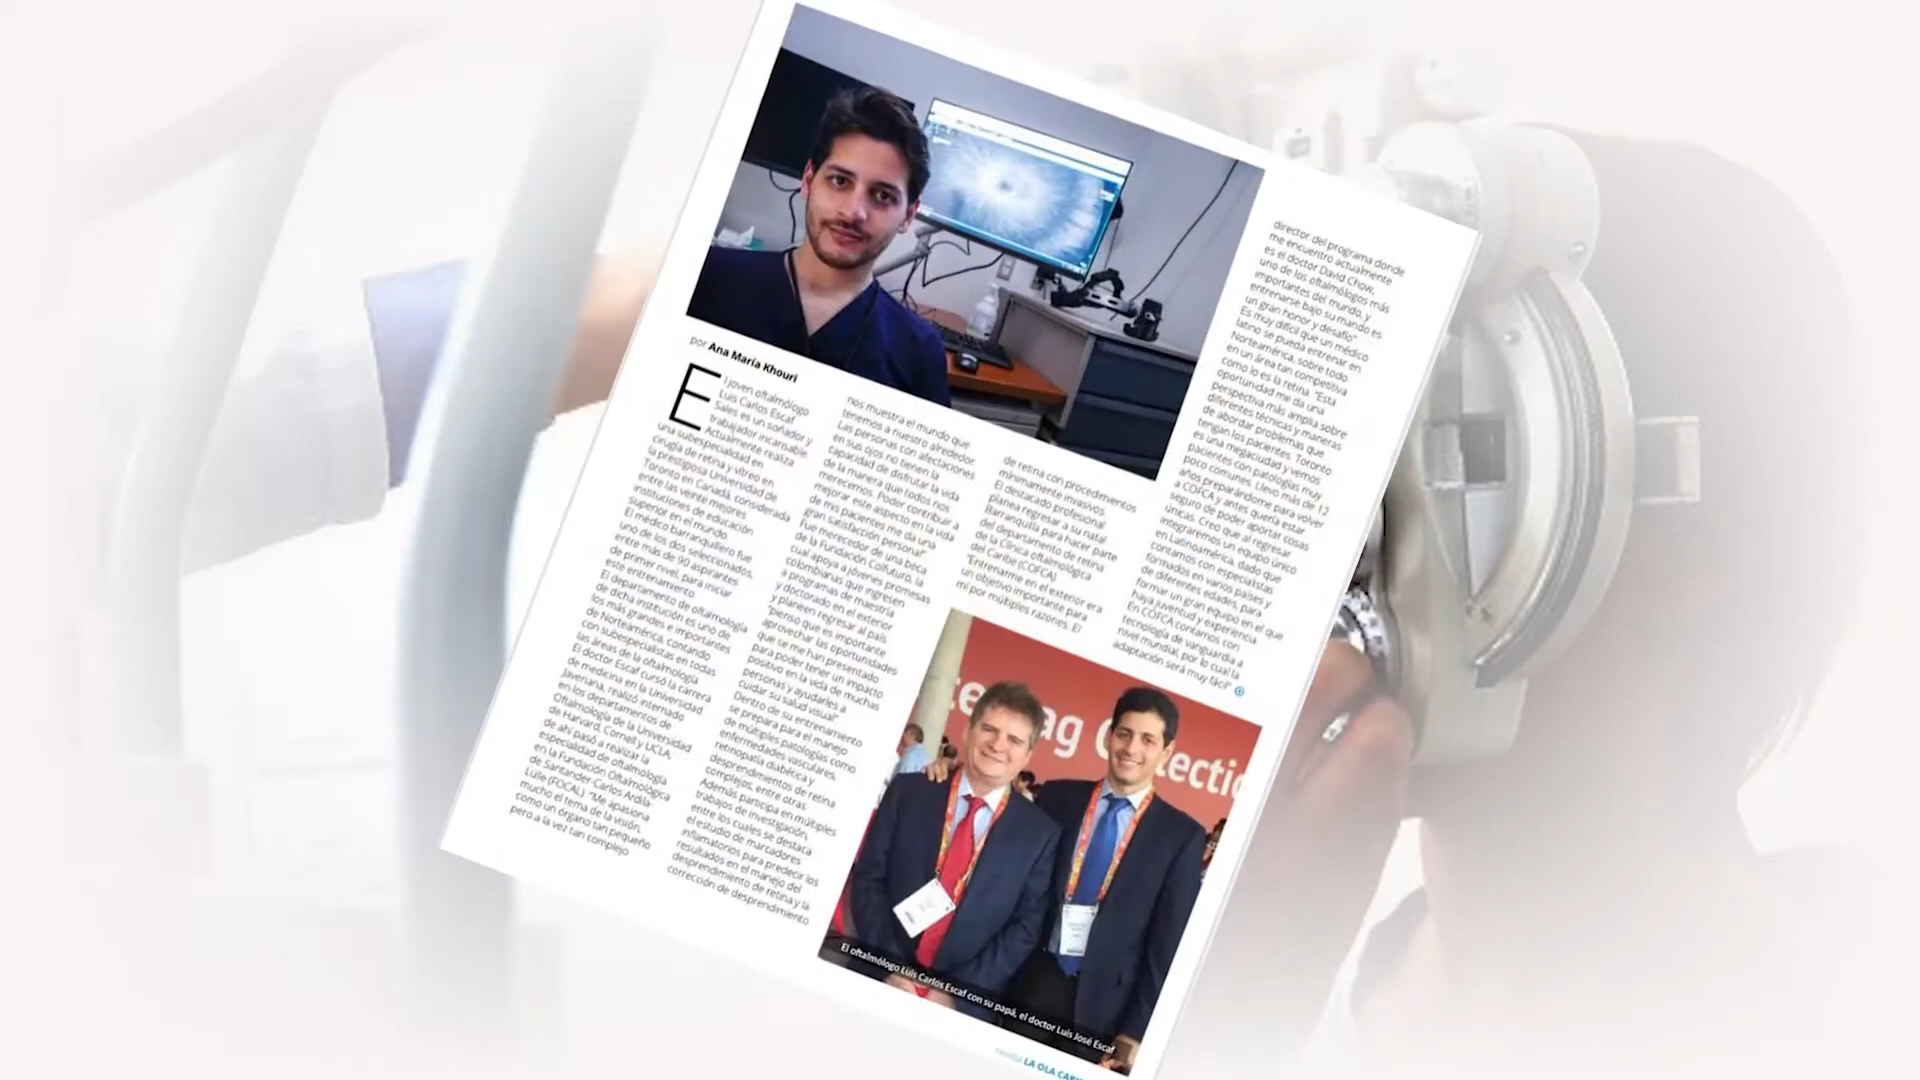 por Ana María Khouri
El joven oftalmólogo
Luis Carlos Escaf
Sales es un soñador y
trabajador incansable.
Actualmente realiza
una subespecialidad en
cirugía de retina y vítreo en
la prestigiosa Universidad de
Toronto en Canadá, considerada
entre las veinte mejores
instituciones de educación
superior en el mundo.
El médico barranquillero fue
uno de los dos seleccionados,
entre más de 90 aspirantes
de primer nivel, para iniciar
este entrenamiento.
El departamento de oftalmología
de dicha institución es uno de
los más grandes e importantes
de Norteamérica, contando
con subespecialistas en todas
las áreas de la oftalmología.
El doctor Escaf cursó la carrera
de medicina en la Universidad
Javeriana, realizó internado
en los departamentos de
Oftalmología de la Universidad
de Harvard, Cornell y UCLA,
de ahí pasó a realizar la
especialidad de oftalmología
en la Fundación Oftalmológica
de Santander-Carlos Ardila
Lülle (FOCAL). "Me apasiona
mucho el tema de la visión,
como un órgano tan pequeño
pero a la vez tan complejo
nos muestra el mundo que
tenemos a nuestro alrededor.
Las personas con afectaciones
en sus ojos no tienen la
capacidad de disfrutar la vida
de la manera que todos nos
merecemos. Poder contribuir a
mejorar este aspecto en la vida
de mis pacientes me da una
gran satisfacción personal"
Fue merecedor de una beca
de la Fundación Colfuturo, la
cual apoya a jóvenes promesas
colombianas que ingresen
a programas de maestría
y doctorado en el exterior
y planeen regresar al país.
"pienso que es importante
aprovechar las oportunidades
que se me han presentado
para poder tener un impacto
positivo en la vida de muchas
personas y ayudarles a
cuidar su salud visual"
Dentro de su entrenamiento
se prepara para el manejo
de múltiples patologías como
enfermedades vasculares,
retinopatía diabética y
desprendimientos de retina
complejos, entre otras.
Además participa en múltiples
trabajos de investigación,
entre los cuales se destaca
el estudio de marcadores
inflamatorios para predecir los
resultados en el manejo del
desprendimiento de retina y la
corrección de desprendimiento
de retina con procedimientos
mínimamente invasivos.
El destacado profesional
planea regresar a su natal
Barranquilla para hacer parte
del departamento de retina
de la Clínica oftalmológica
del Caribe (COFCA).
"Entrenarme en el exterior era
un objetivo importante para
mí por múltiples razones. El
director del programa donde
me encuentro actualmente
es el doctor David Chow,
uno de los oftalmólogos más
importantes del mundo, y
entrenarse bajo su mando es
un gran honor y desafío"
Es muy difícil que un médico
latino se pueda entrenar en
Norteamérica, sobre todo
en un área tan competitiva
como lo es la retina. "Esta
oportunidad me da una
perspectiva más amplia sobre
diferentes técnicas y maneras
de abordar problemas que
tengan los pacientes. Toronto
es una megaciudad y vemos
pacientes con patologías muy
poco comunes. Llevo más de 12
años preparándome para volver
a COFCA y antes quería estar
seguro de poder aportar cosas
únicas. Creo que al regresar
integraremos un equipo único
en Latinoamérica, dado que
contamos con especialistas
formados en varios países y
de diferentes edades, para
formar un gran equipo en el que
haya juventud y experiencia.
En COFCA contamos con
tecnología de vanguardia a
nivel mundial, por lo cual la
adaptación será muy fácil"
El oftalmólogo Luis Carlos Escaf con su papá, el doctor Luis José Escaf
revista LA OLA